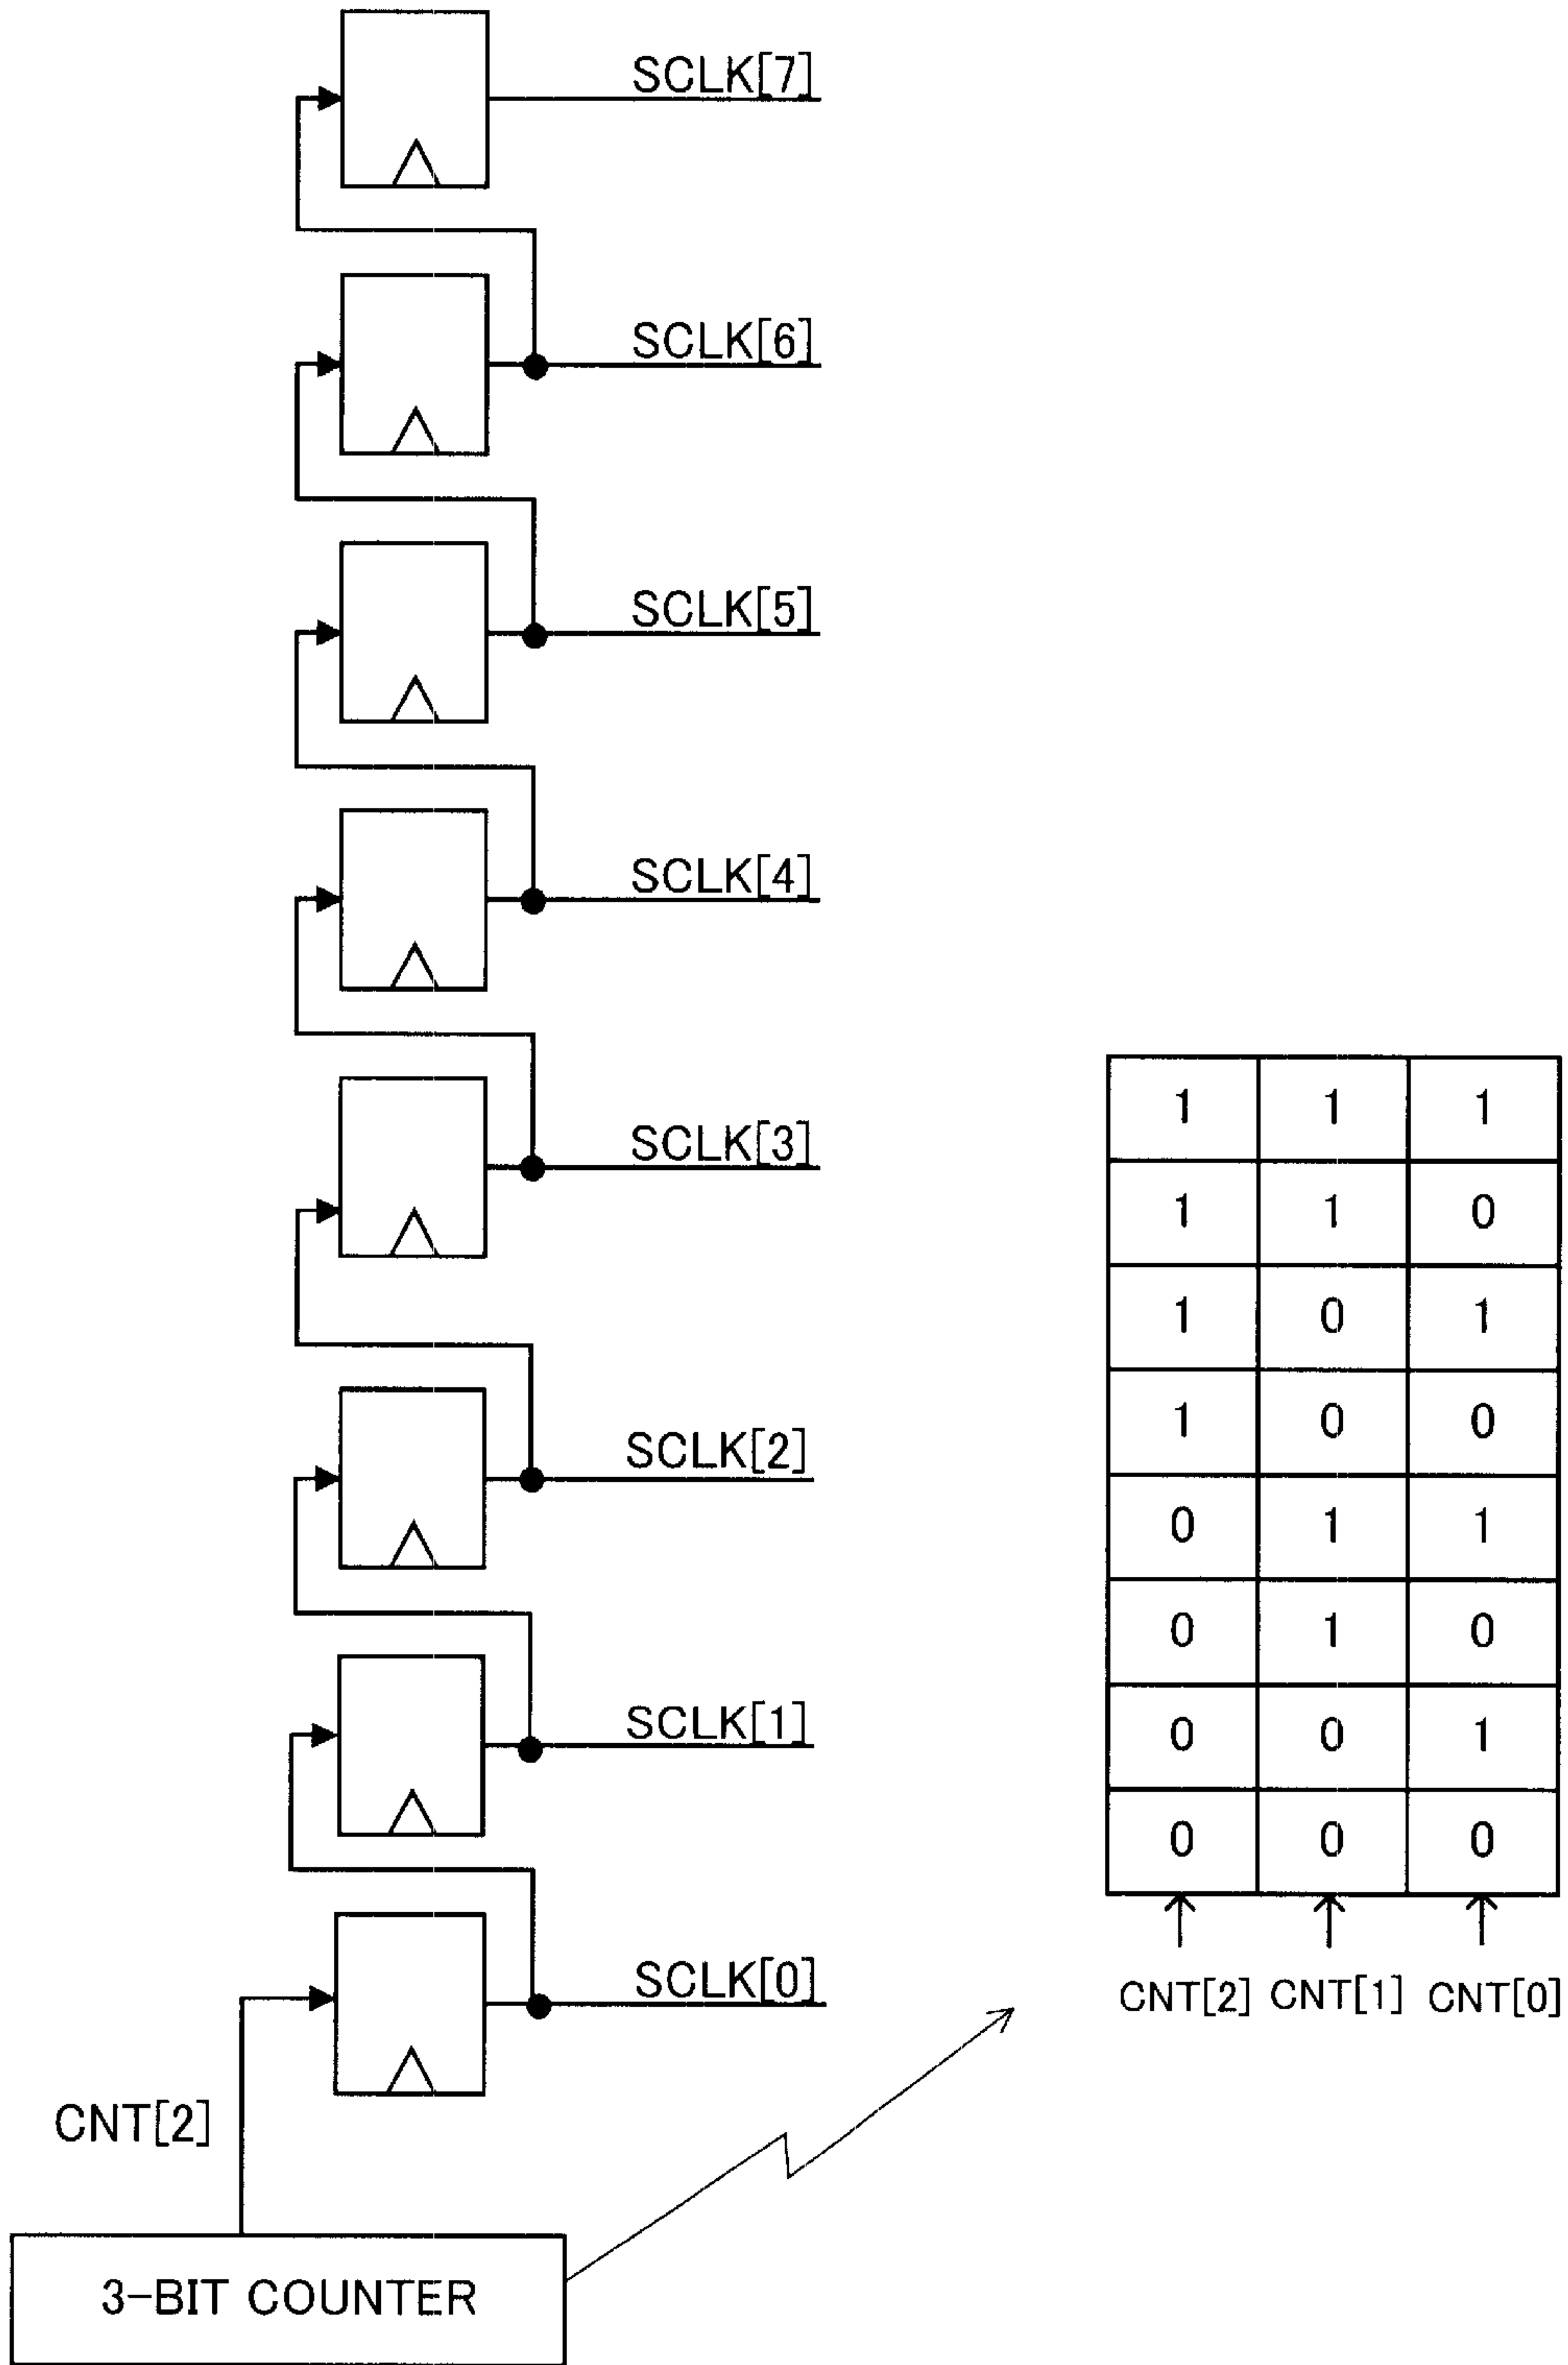 SCLK[7]
SCLK[6]
SCLK[5]
SCLK[4]
SCLK[3]
SCLK[2]
SCLK[1]
SCLK[0]
CNT[2]
3-BIT COUNTER
1 1 1
1 1 0
1 0 1
1 0 0
0 1 1
0 1 0
0 0 1
0 0 0
CNT[2] CNT[1] CNT[0]